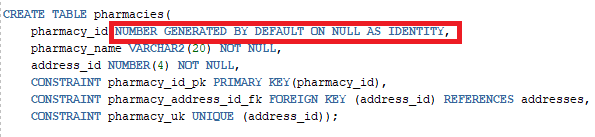 CREATE TABLE pharmacies(
pharmacy_id NUMBER GENERATED BY DEFAULT ON NULL AS IDENTITY,
pharmacy_name VARCHAR2(20) NOT NULL,
address_id NUMBER(4) NOT NULL,
CONSTRAINT pharmacy_id_pk PRIMARY KEY(pharmacy_id),
CONSTRAINT pharmacy_address_id_fk FOREIGN KEY (address_id) REFERENCES addresses,
CONSTRAINT pharmacy_uk UNIQUE (address_id));